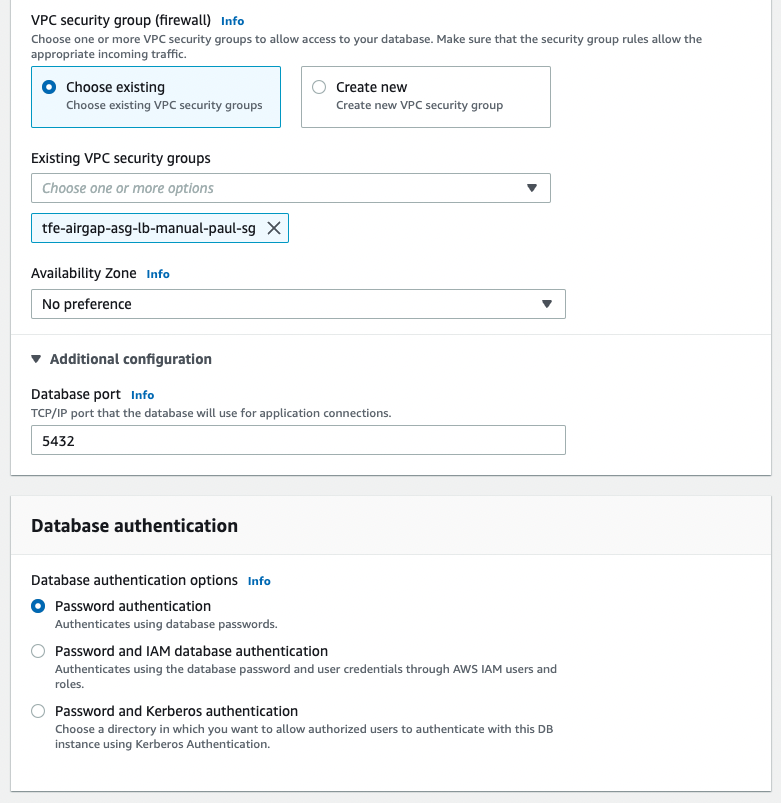 VPC security group (firewall) Info
Choose one or more VPC security groups to allow access to your database. Make sure that the security group rules allow the
appropriate incoming traffic.
Choose existing
Choose existing VPC security groups
Create new
Create new VPC security group
Existing VPC security groups
Choose one or more options
tfe-airgap-asg-lb-manual-paul-sg
Availability Zone Info
No preference
Additional configuration
Database port Info
TCP/IP port that the database will use for application connections.
5432
Database authentication
Database authentication options Info
Password authentication
Authenticates using database passwords.
Password and IAM database authentication
Authenticates using the database password and user credentials through AWS IAM users and
roles.
Password and Kerberos authentication
Choose a directory in which you want to allow authorized users to authenticate with this DB
instance using Kerberos Authentication.